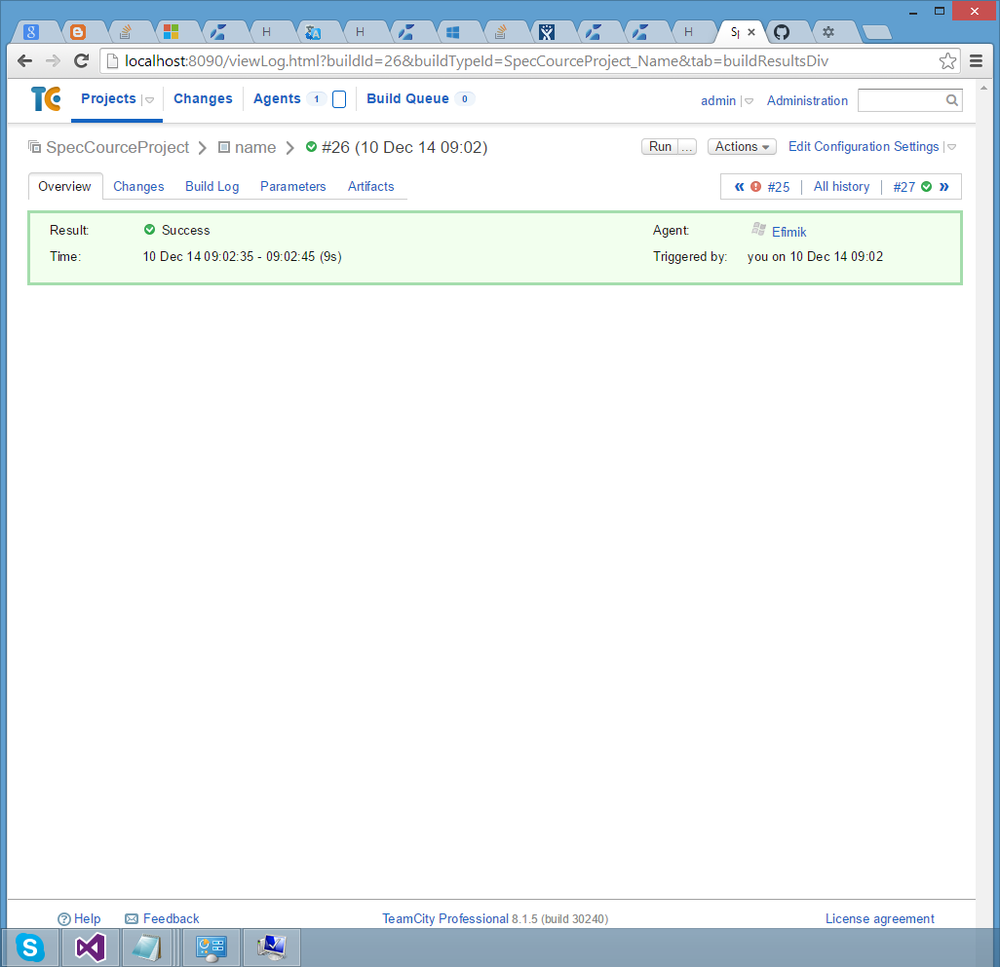 H
H
H
Sp
localhost:8090/viewLog.html?buildId=26&buildTypeId=SpecCourceProject_Name&tab=buildResultsDiv
TC Projects Changes Agents 1 Build Queue 0 admin Administration
SpecCourceProject name #26 (10 Dec 14 09:02) Run ... Actions Edit Configuration Settings
Overview Changes Build Log Parameters Artifacts « #25 All history #27 »
Result: Success Agent: Efimik
Time: 10 Dec 14 09:02:35 - 09:02:45 (9s) Triggered by: you on 10 Dec 14 09:02
Help Feedback TeamCity Professional 8.1.5 (build 30240) License agreement